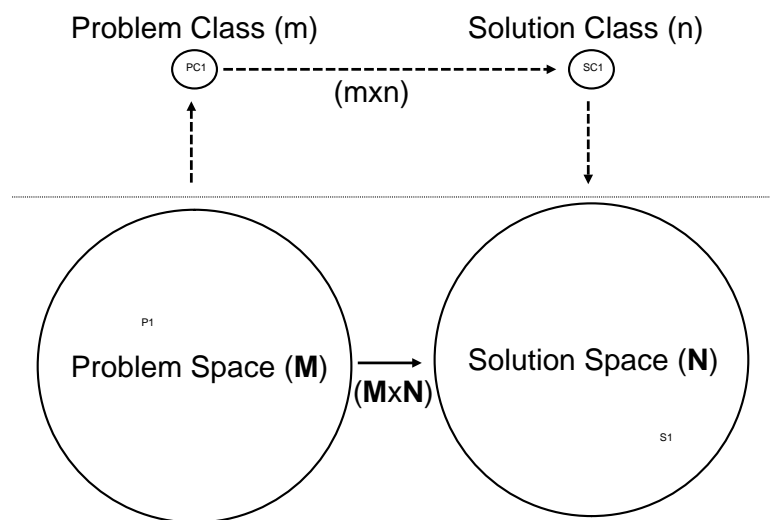 Problem Class (m)
Solution Class (n)
PC1
SC1
(mxn)
P1
Problem Space (M)
Solution Space (N)
(MxN)
S1